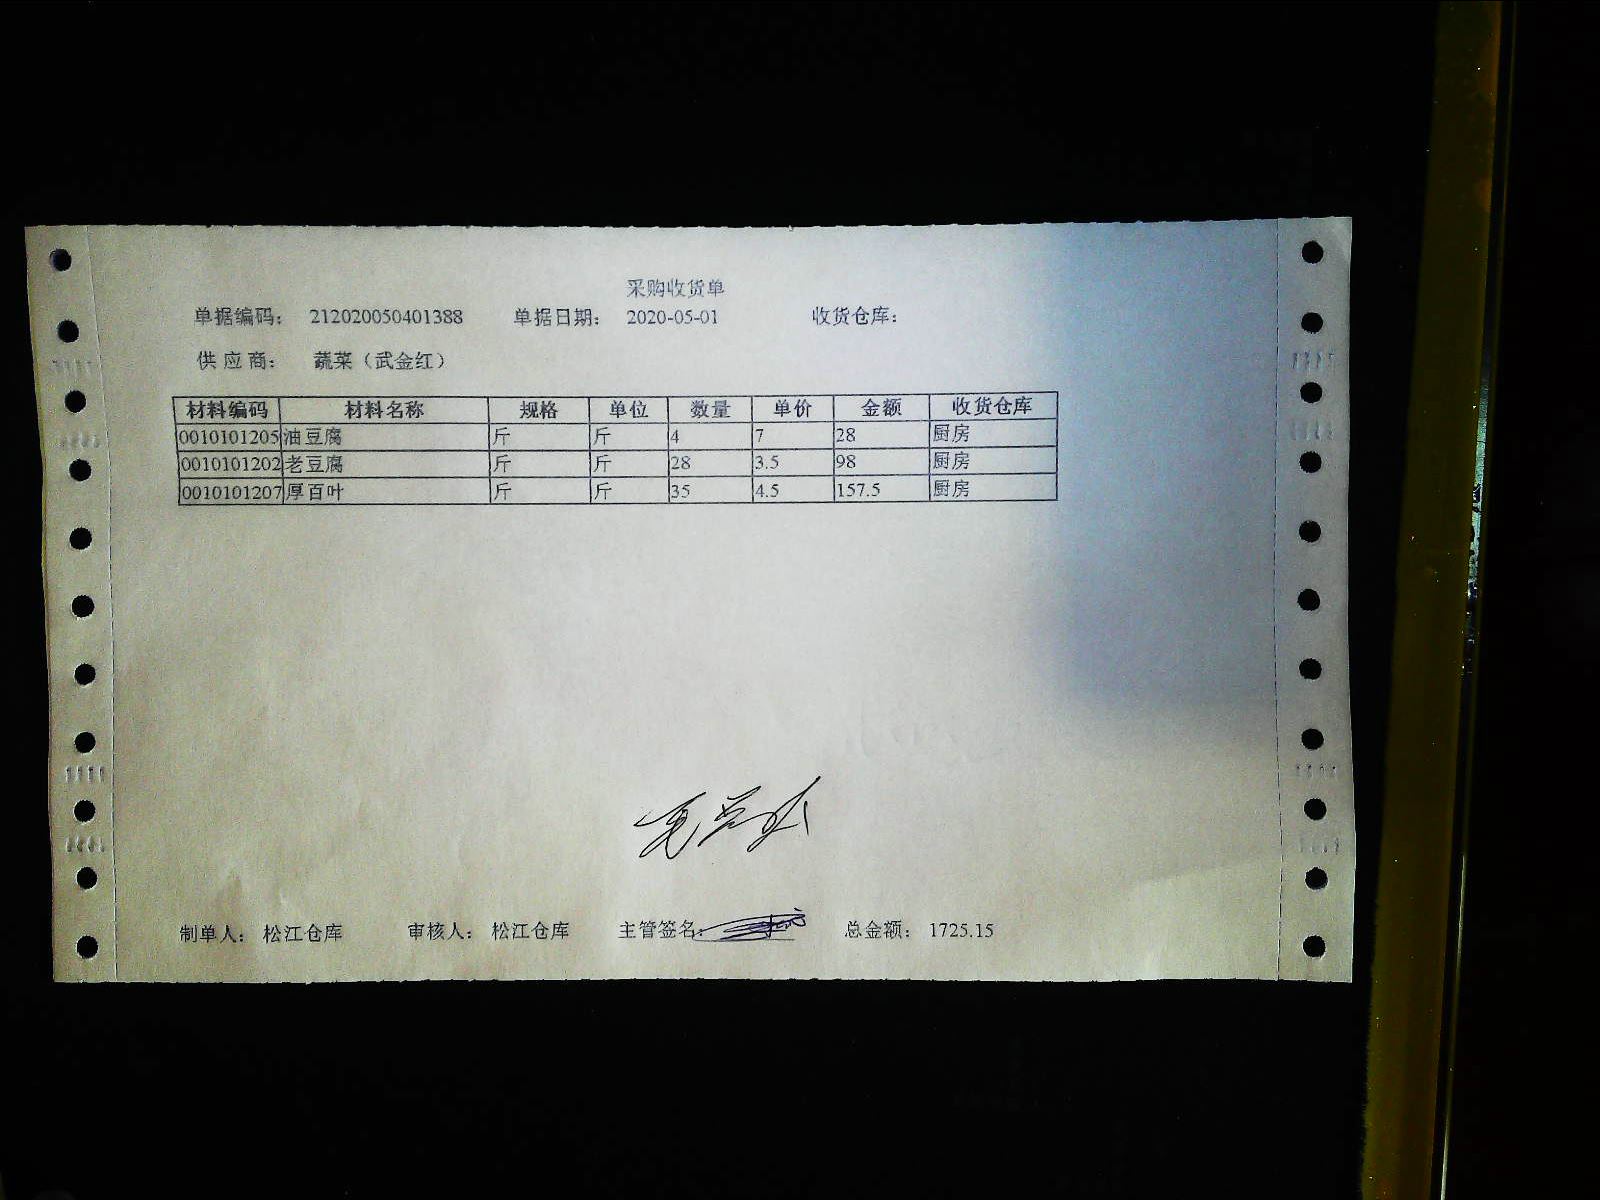 采购收货单
单据编码： 212020050401388 单据日期： 2020-05-01 收货仓库：
供 应 商： 蔬菜（武金红）
材料编码 材料名称 规格 单位 数量 单价 金额 收货仓库
0010101205 油豆腐 斤 斤 4 7 28 厨房
0010101202 老豆腐 斤 斤 28 3.5 98 厨房
0010101207 厚百叶 斤 斤 35 4.5 157.5 厨房
制单人： 松江仓库 审核人： 松江仓库 主管签名： 总金额： 1725.15